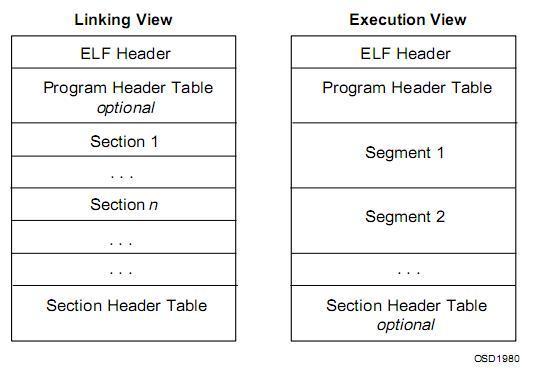 Linking View
ELF Header
Program Header Table
optional
Section 1
. . .
Section n
. . .
. . .
Section Header Table
Execution View
ELF Header
Program Header Table
Segment 1
Segment 2
. . .
Section Header Table
optional
OSD1980